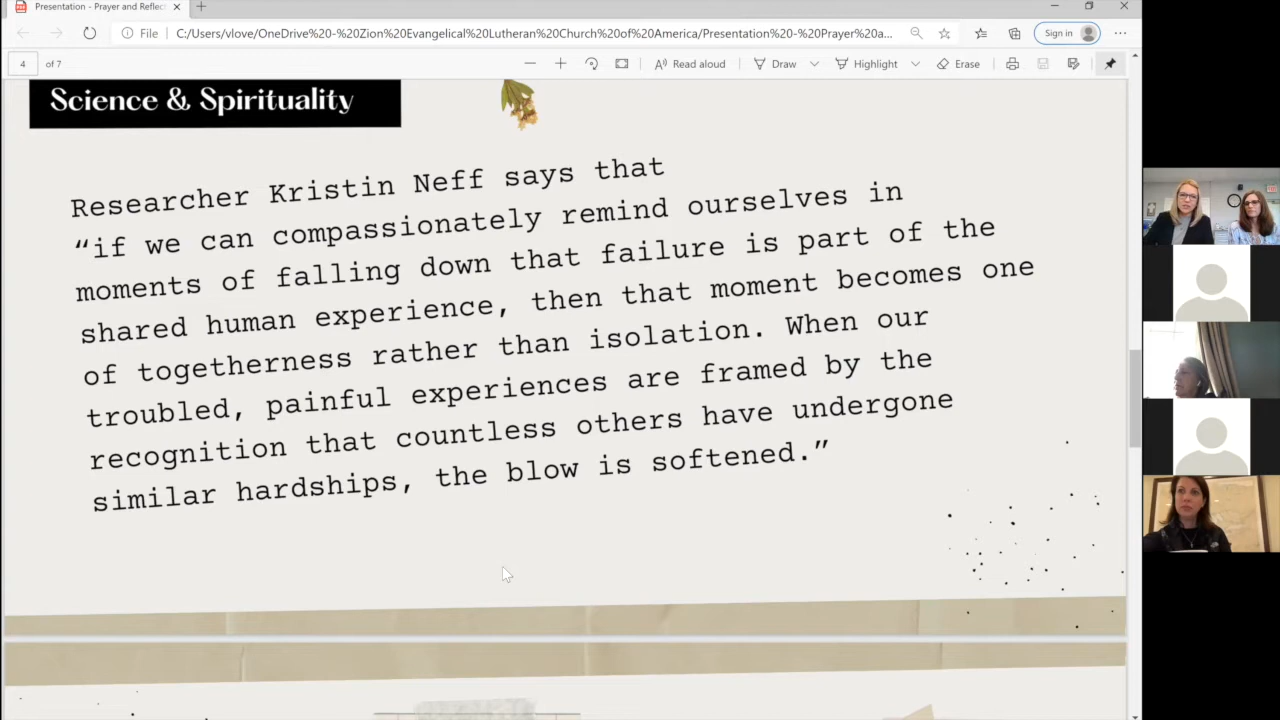 Presentation - Prayer and Reflec
File
C:/Users/vlove/OneDrive%20-%20Zion%20Evangelical%20Lutheran%20Church%20of%20America/Presentation%20-%20Prayer%20a...
Sign in
4 of 7
Read aloud
Draw
Highlight
Erase
Science & Spirituality
Researcher Kristin Neff says that
“if we can compassionately remind ourselves in
moments of falling down that failure is part of the
shared human experience, then that moment becomes one
of togetherness rather than isolation. When our
troubled, painful experiences are framed by the
recognition that countless others have undergone
similar hardships, the blow is softened.”